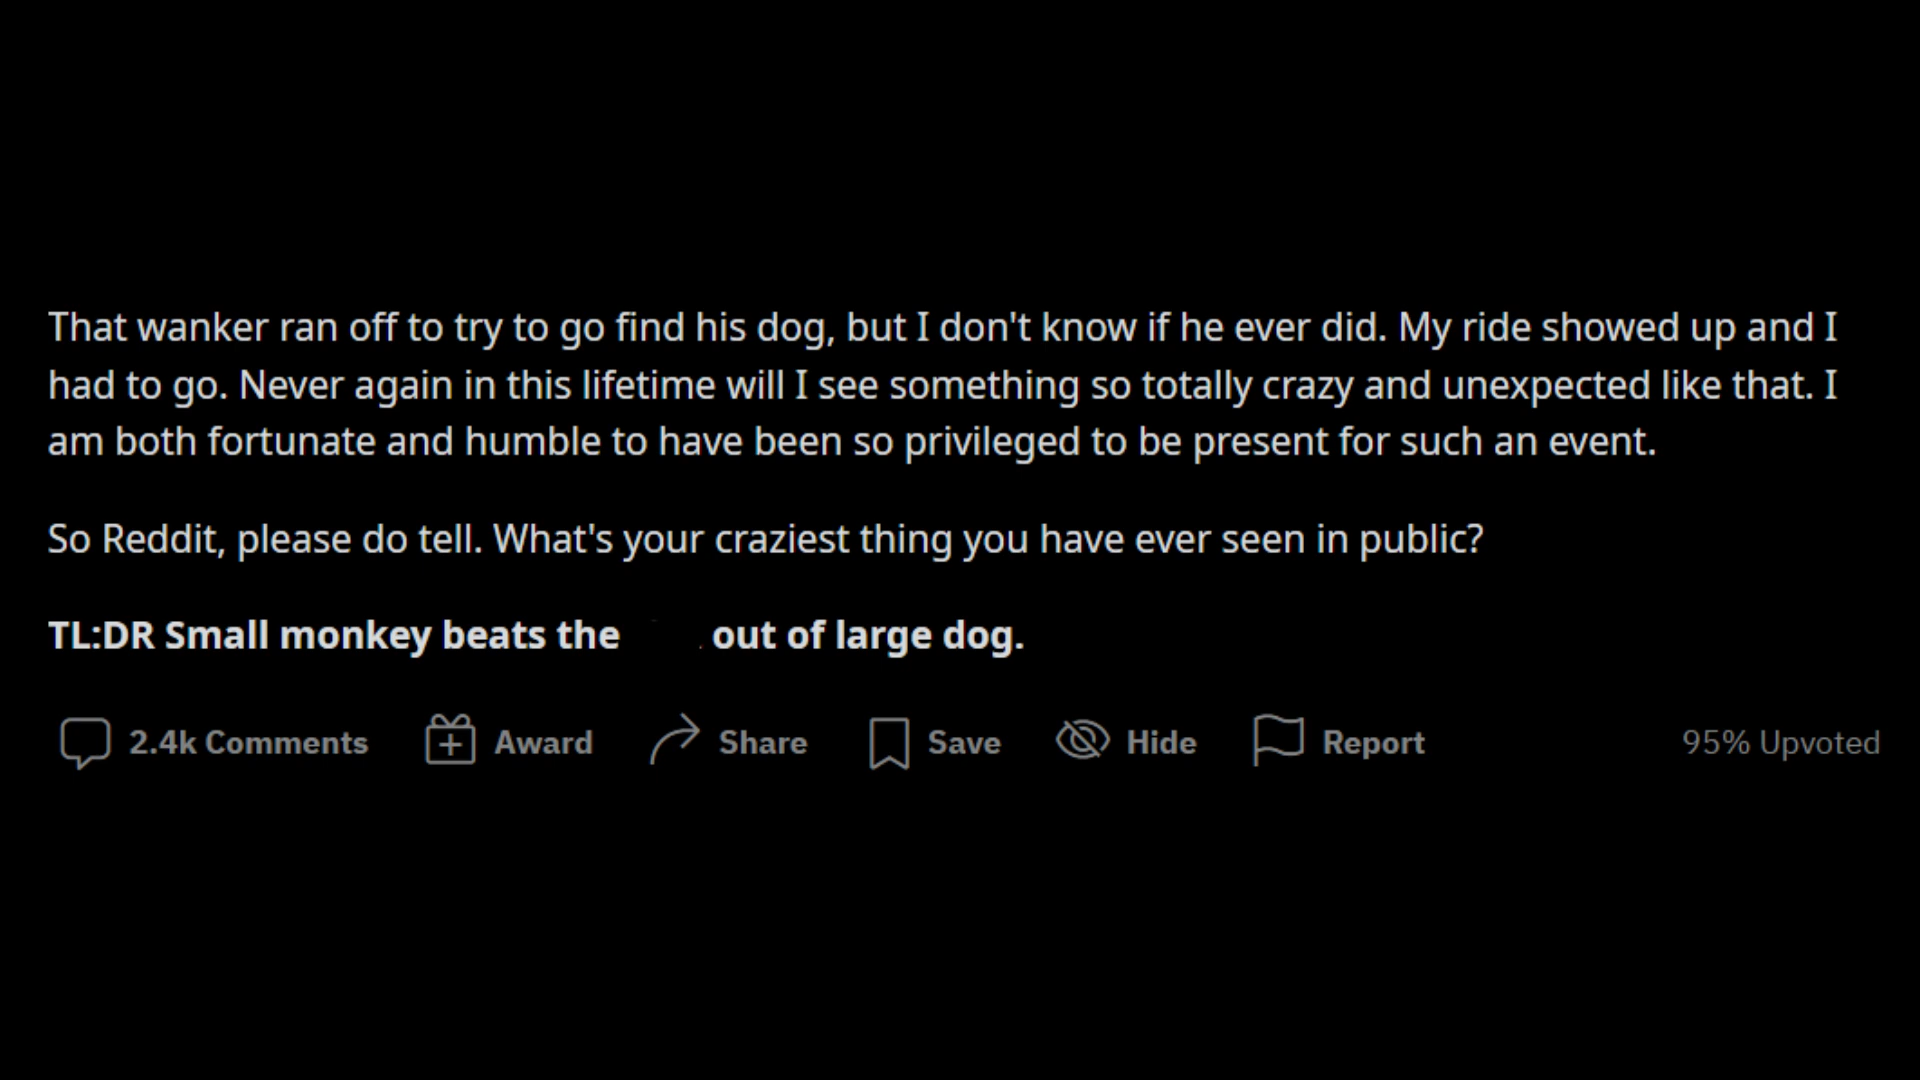 That wanker ran off to try to go find his dog, but I don't know if he ever did. My ride showed up and I
had to go. Never again in this lifetime will I see something so totally crazy and unexpected like that. I
am both fortunate and humble to have been so privileged to be present for such an event.
So Reddit, please do tell. What's your craziest thing you have ever seen in public?
TL:DR Small monkey beats the out of large dog.
2.4k Comments Award Share Save Hide Report 95% Upvoted